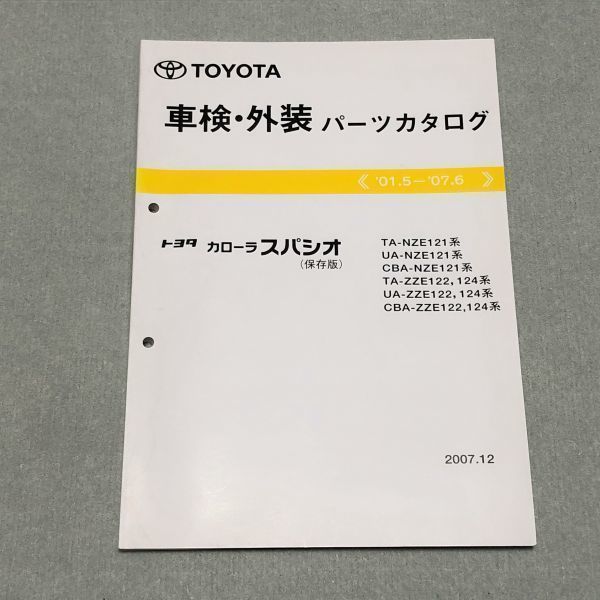 TOYOTA
車検・外装 パーツカタログ
《 '01.5－'07.6 》
トヨタ カローラ スパシオ
(保存版)
TA-NZE121系
UA-NZE121系
CBA-NZE121系
TA-ZZE122, 124系
UA-ZZE122, 124系
CBA-ZZE122,124系
2007.12